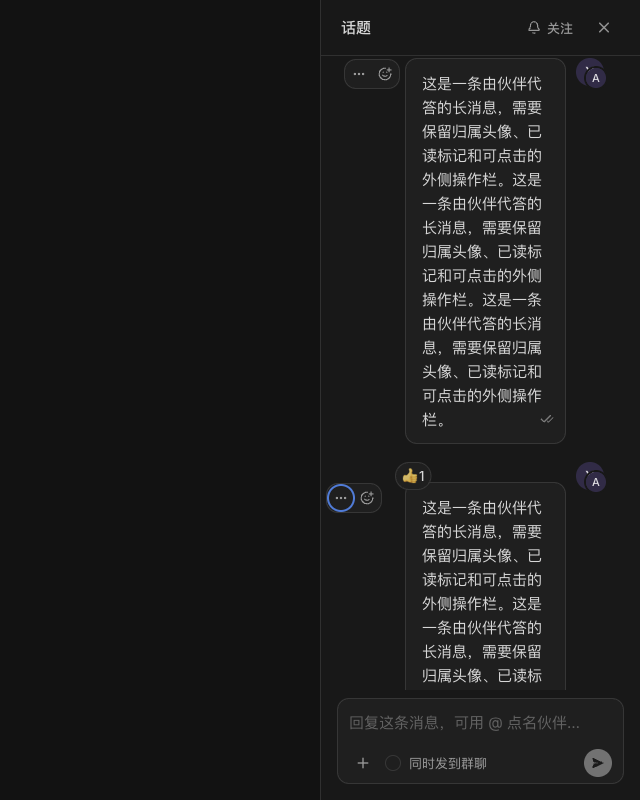 话题
关注
这是一条由伙伴代
答的长消息，需要
保留归属头像、已
读标记和可点击的
外侧操作栏。这是
一条由伙伴代答的
长消息，需要保留
归属头像、已读标
记和可点击的外侧
操作栏。这是一条
由伙伴代答的长消
息，需要保留归属
头像、已读标记和
可点击的外侧操作
栏。
A
👍1
A
这是一条由伙伴代
答的长消息，需要
保留归属头像、已
读标记和可点击的
外侧操作栏。这是
一条由伙伴代答的
长消息，需要保留
归属头像、已读标
回复这条消息，可用 @ 点名伙伴...
同时发到群聊